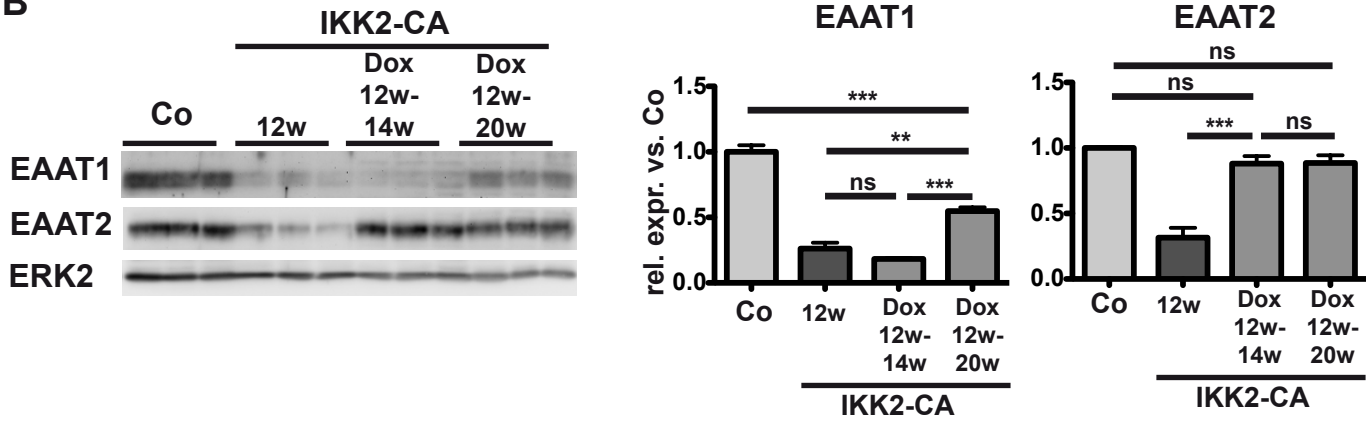 B
IKK2-CA
Co
12w
Dox
12w-
14w
Dox
12w-
20w
EAAT1
EAAT2
ERK2
EAAT1
rel. expr. vs. Co
1.5
1.0
0.5
0.0
***
**
ns
***
Co
12w
Dox
12w-
14w
Dox
12w-
20w
IKK2-CA
EAAT2
1.5
1.0
0.5
0.0
ns
ns
***
ns
Co
12w
Dox
12w-
14w
Dox
12w-
20w
IKK2-CA